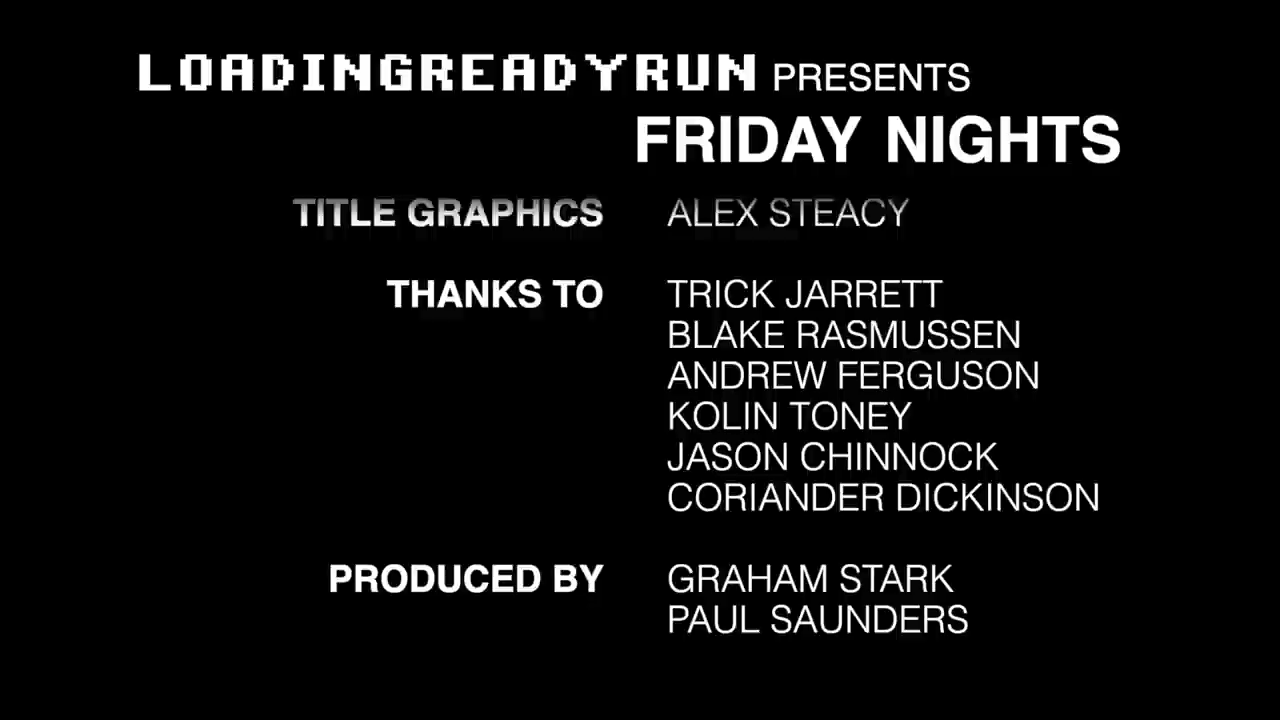 LOADINGREADYRUN PRESENTS
FRIDAY NIGHTS
TITLE GRAPHICS ALEX STEACY
THANKS TO TRICK JARRETT
BLAKE RASMUSSEN
ANDREW FERGUSON
KOLIN TONEY
JASON CHINNOCK
CORIANDER DICKINSON
PRODUCED BY GRAHAM STARK
PAUL SAUNDERS